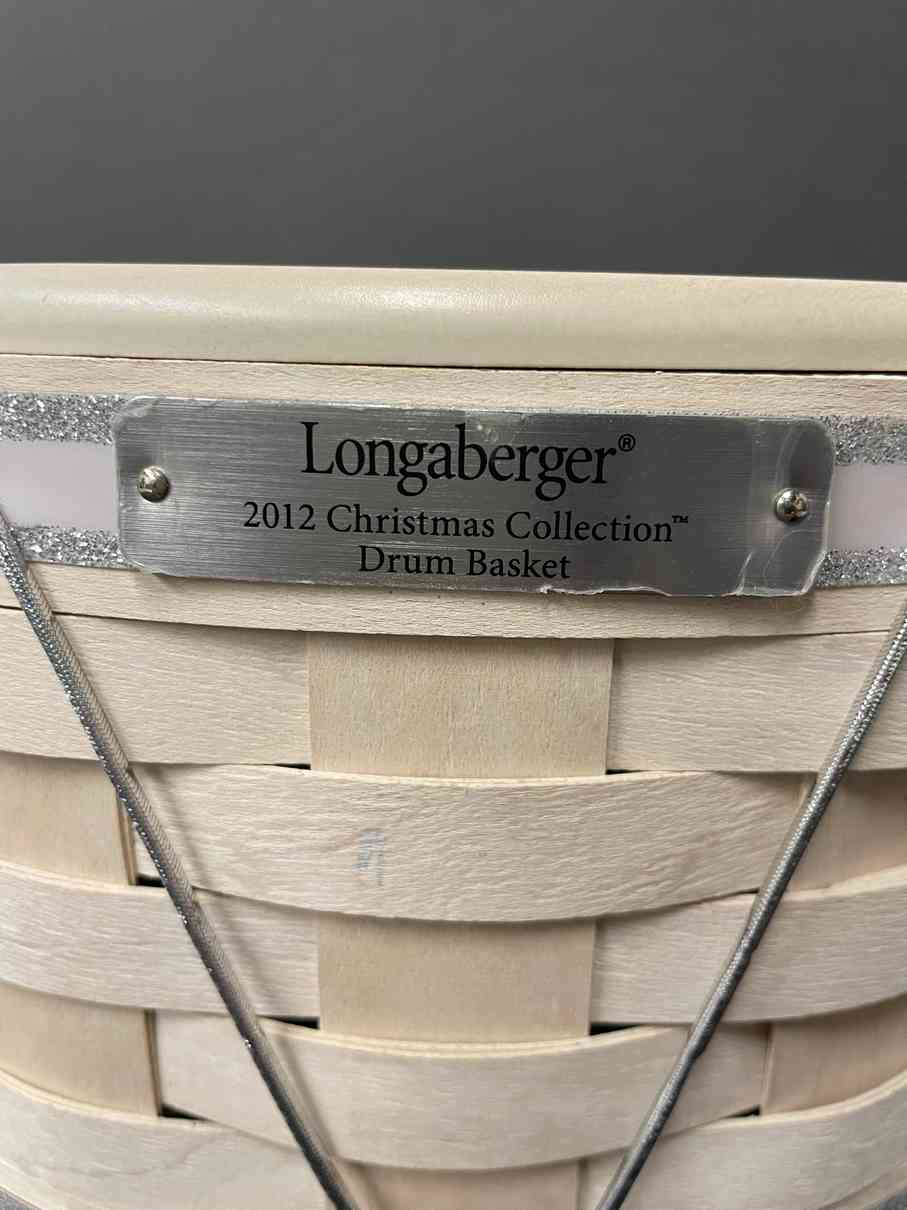 Longaberger®
2012 Christmas Collection™
Drum Basket